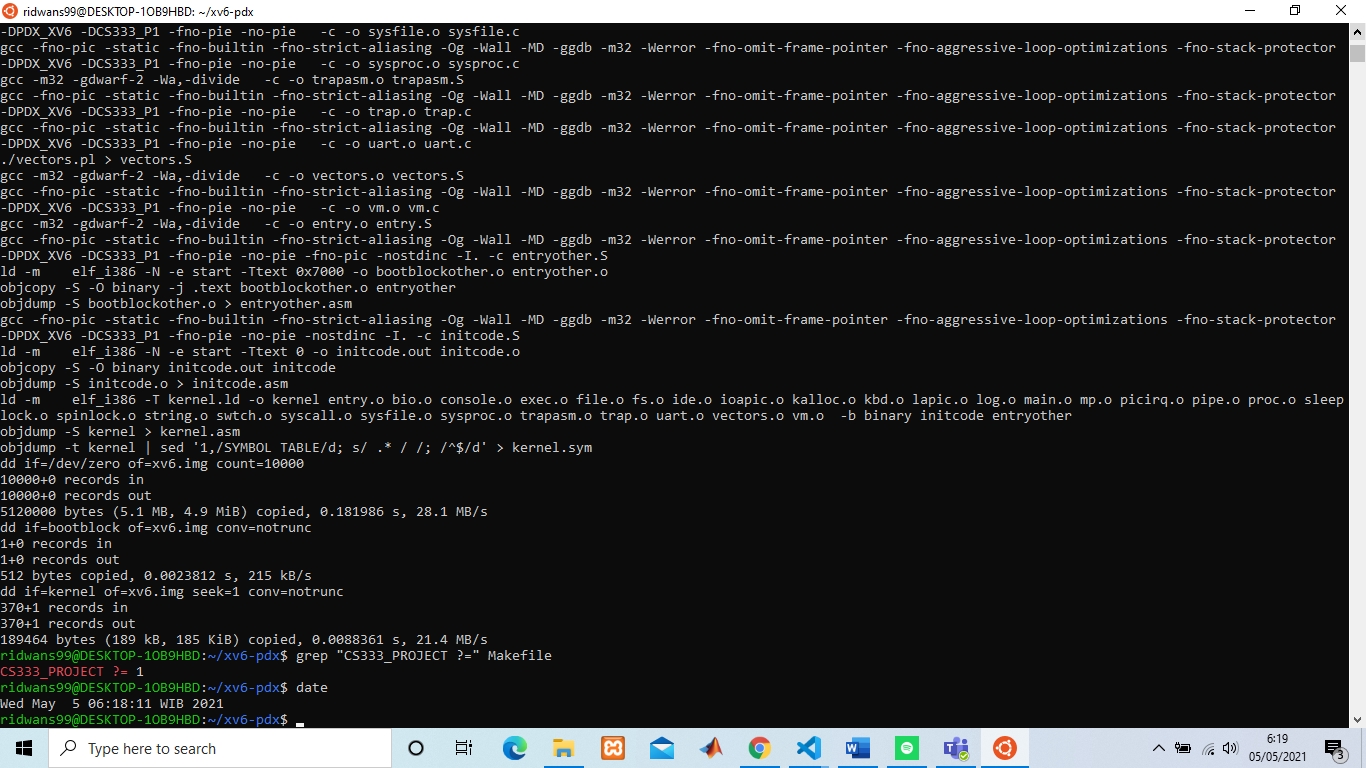 ridwans99@DESKTOP-1OB9HBD: ~/xv6-pdx
-DPDX_XV6 -DCS333_P1 -fno-pie -no-pie   -c -o sysfile.o sysfile.c
gcc -fno-pic -static -fno-builtin -fno-strict-aliasing -Og -Wall -MD -ggdb -m32 -Werror -fno-omit-frame-pointer -fno-aggressive-loop-optimizations -fno-stack-protector
-DPDX_XV6 -DCS333_P1 -fno-pie -no-pie   -c -o sysproc.o sysproc.c
gcc -m32 -gdwarf-2 -Wa,-divide   -c -o trapasm.o trapasm.S
gcc -fno-pic -static -fno-builtin -fno-strict-aliasing -Og -Wall -MD -ggdb -m32 -Werror -fno-omit-frame-pointer -fno-aggressive-loop-optimizations -fno-stack-protector
-DPDX_XV6 -DCS333_P1 -fno-pie -no-pie   -c -o trap.o trap.c
gcc -fno-pic -static -fno-builtin -fno-strict-aliasing -Og -Wall -MD -ggdb -m32 -Werror -fno-omit-frame-pointer -fno-aggressive-loop-optimizations -fno-stack-protector
-DPDX_XV6 -DCS333_P1 -fno-pie -no-pie   -c -o uart.o uart.c
./vectors.pl > vectors.S
gcc -m32 -gdwarf-2 -Wa,-divide   -c -o vectors.o vectors.S
gcc -fno-pic -static -fno-builtin -fno-strict-aliasing -Og -Wall -MD -ggdb -m32 -Werror -fno-omit-frame-pointer -fno-aggressive-loop-optimizations -fno-stack-protector
-DPDX_XV6 -DCS333_P1 -fno-pie -no-pie   -c -o vm.o vm.c
gcc -m32 -gdwarf-2 -Wa,-divide   -c -o entry.o entry.S
gcc -fno-pic -static -fno-builtin -fno-strict-aliasing -Og -Wall -MD -ggdb -m32 -Werror -fno-omit-frame-pointer -fno-aggressive-loop-optimizations -fno-stack-protector
-DPDX_XV6 -DCS333_P1 -fno-pie -no-pie -fno-pic -nostdinc -I. -c entryother.S
ld -m    elf_i386 -N -e start -Ttext 0x7000 -o bootblockother.o entryother.o
objcopy -S -O binary -j .text bootblockother.o entryother
objdump -S bootblockother.o > entryother.asm
gcc -fno-pic -static -fno-builtin -fno-strict-aliasing -Og -Wall -MD -ggdb -m32 -Werror -fno-omit-frame-pointer -fno-aggressive-loop-optimizations -fno-stack-protector
-DPDX_XV6 -DCS333_P1 -fno-pie -no-pie -nostdinc -I. -c initcode.S
ld -m    elf_i386 -N -e start -Ttext 0 -o initcode.out initcode.o
objcopy -S -O binary initcode.out initcode
objdump -S initcode.o > initcode.asm
ld -m    elf_i386 -T kernel.ld -o kernel entry.o bio.o console.o exec.o file.o fs.o ide.o ioapic.o kalloc.o kbd.o lapic.o log.o main.o mp.o picirq.o pipe.o proc.o sleep
lock.o spinlock.o string.o swtch.o syscall.o sysfile.o sysproc.o trapasm.o trap.o uart.o vectors.o vm.o  -b binary initcode entryother
objdump -S kernel > kernel.asm
objdump -t kernel | sed '1,/SYMBOL TABLE/d; s/ .* / /; /^$/d' > kernel.sym
dd if=/dev/zero of=xv6.img count=10000
10000+0 records in
10000+0 records out
5120000 bytes (5.1 MB, 4.9 MiB) copied, 0.181986 s, 28.1 MB/s
dd if=bootblock of=xv6.img conv=notrunc
1+0 records in
1+0 records out
512 bytes copied, 0.0023812 s, 215 kB/s
dd if=kernel of=xv6.img seek=1 conv=notrunc
370+1 records in
370+1 records out
189464 bytes (189 kB, 185 KiB) copied, 0.0088361 s, 21.4 MB/s
ridwans99@DESKTOP-1OB9HBD:~/xv6-pdx$ grep "CS333_PROJECT ?=" Makefile
CS333_PROJECT ?= 1
ridwans99@DESKTOP-1OB9HBD:~/xv6-pdx$ date
Wed May  5 06:18:11 WIB 2021
ridwans99@DESKTOP-1OB9HBD:~/xv6-pdx$
Type here to search
6:19
05/05/2021
3